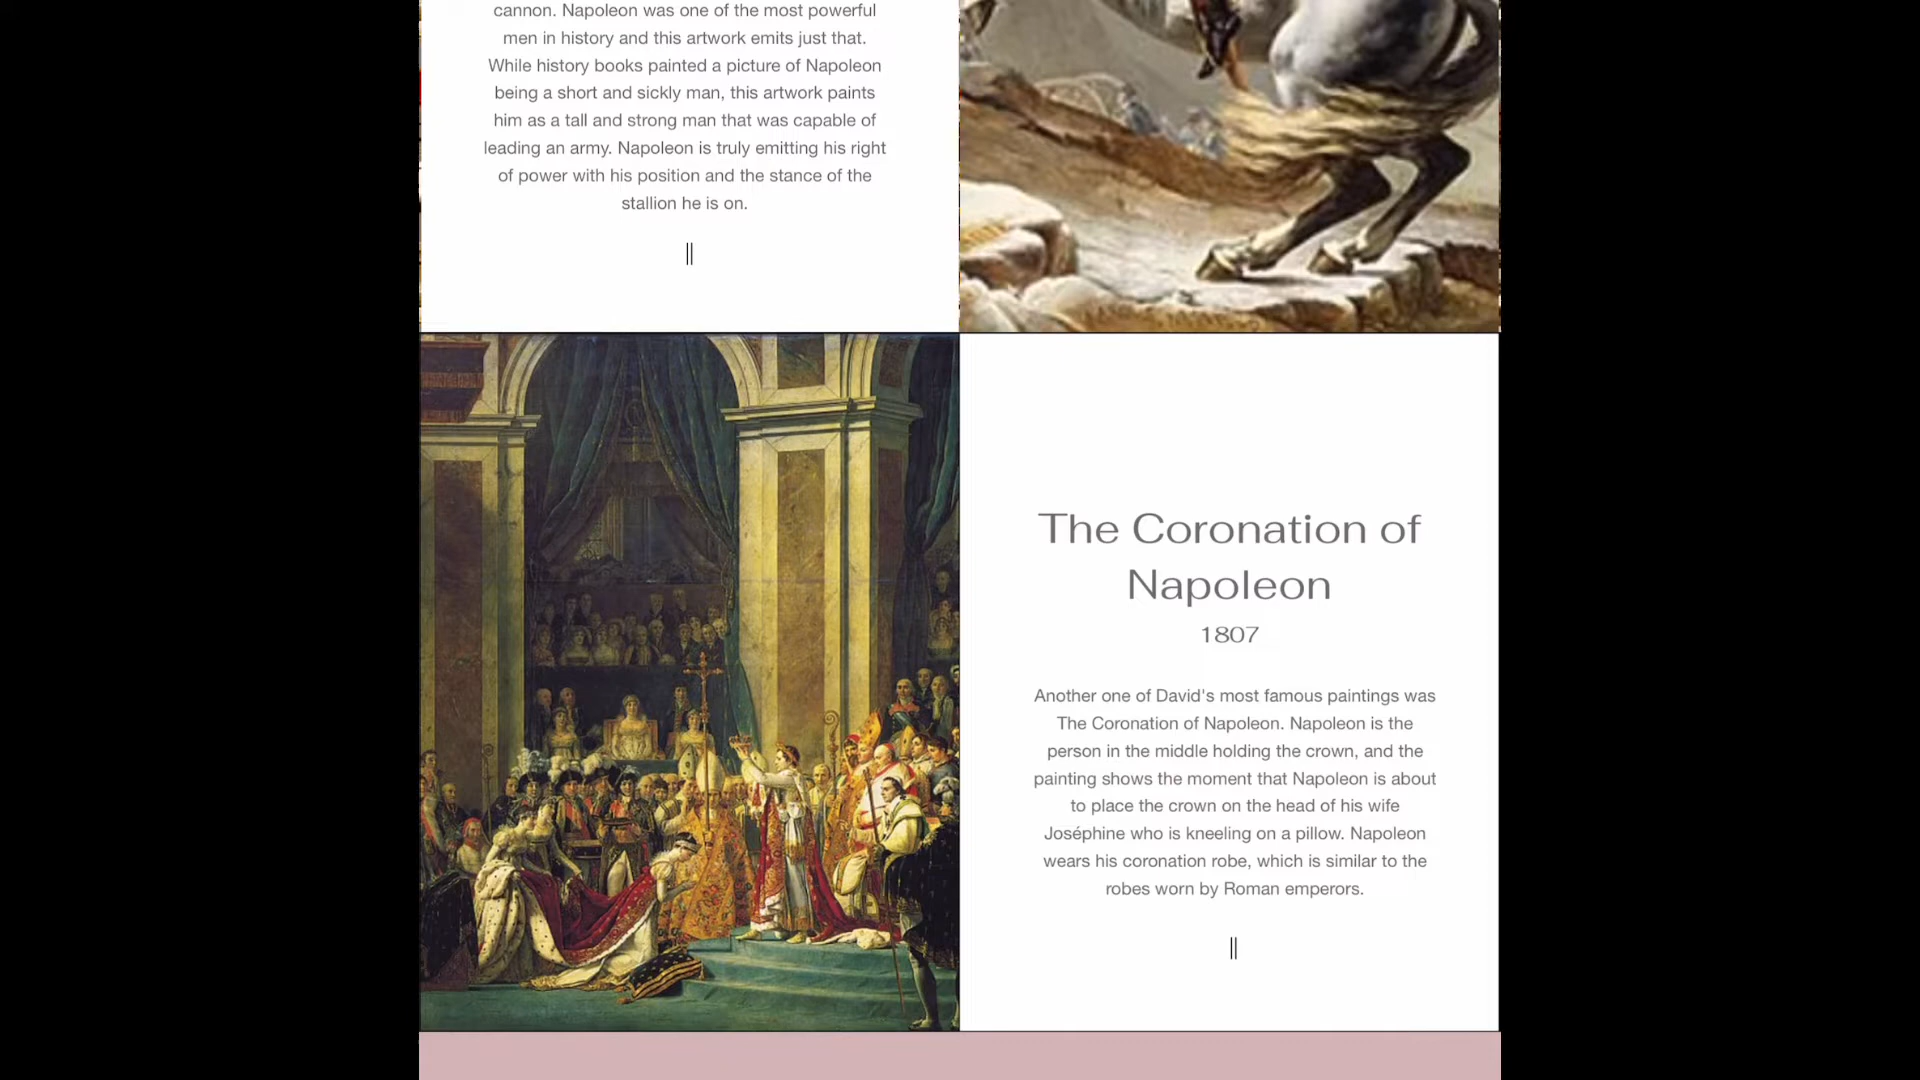 cannon. Napoleon was one of the most powerful
men in history and this artwork emits just that.
While history books painted a picture of Napoleon
being a short and sickly man, this artwork paints
him as a tall and strong man that was capable of
leading an army. Napoleon is truly emitting his right
of power with his position and the stance of the
stallion he is on.
The Coronation of
Napoleon
1807
Another one of David's most famous paintings was
The Coronation of Napoleon. Napoleon is the
person in the middle holding the crown, and the
painting shows the moment that Napoleon is about
to place the crown on the head of his wife
Joséphine who is kneeling on a pillow. Napoleon
wears his coronation robe, which is similar to the
robes worn by Roman emperors.